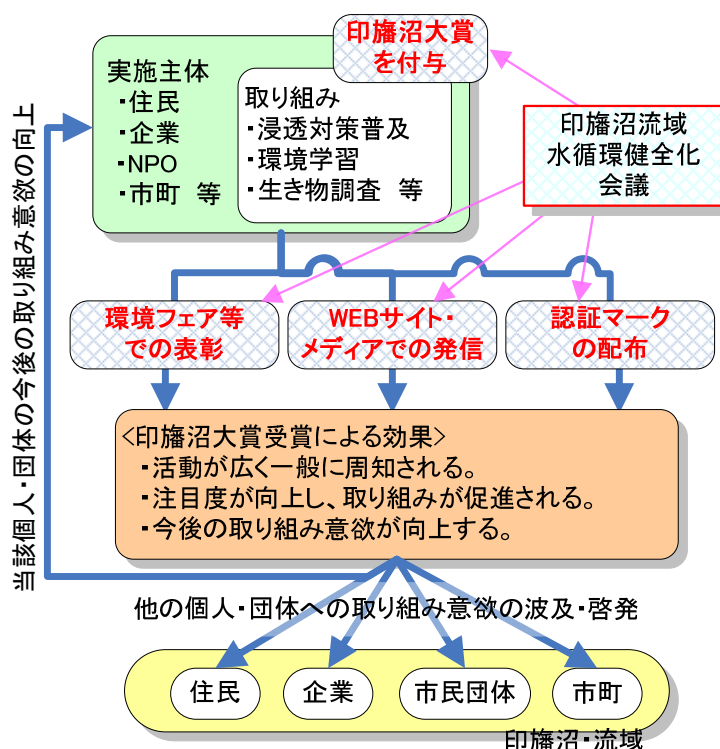 印旛沼大賞
を付与
実施主体
・住民
・企業
・NPO
・市町 等
取り組み
・浸透対策普及
・環境学習
・生き物調査 等
印旛沼流域
水循環健全化
会議
当該個人・団体の今後の取り組み意欲の向上
環境フェア等
での表彰
WEBサイト・
メディアでの発信
認証マーク
の配布
<印旛沼大賞受賞による効果>
・活動が広く一般に周知される。
・注目度が向上し、取り組みが促進される。
・今後の取り組み意欲が向上する。
他の個人・団体への取り組み意欲の波及・啓発
住民
企業
市民団体
市町
印旛沼・流域